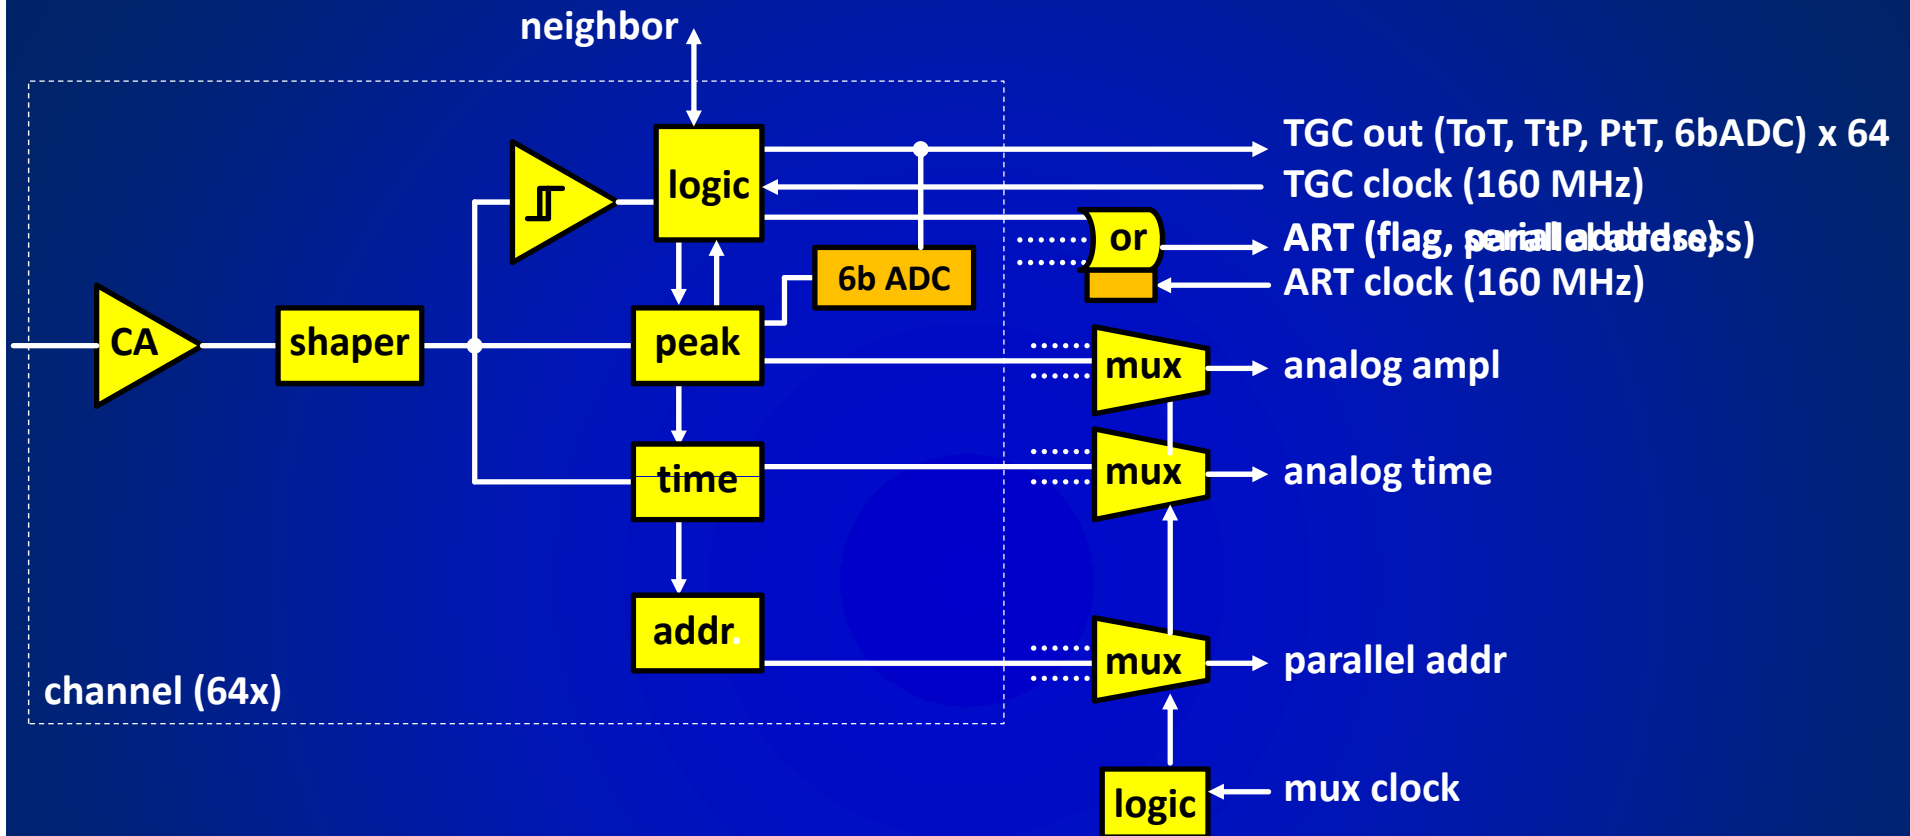 neighbor
TGC out (ToT, TtP, PtT, 6bADC) x 64
logic
TGC clock (160 MHz)
or
ART (flag,
6b ADC
ART clock (160 MHz)
CA
shaper
peak
mux
analog ampl
time
mux
analog time
addr.
mux
parallel addr
channel (64x)
logic
mux clock